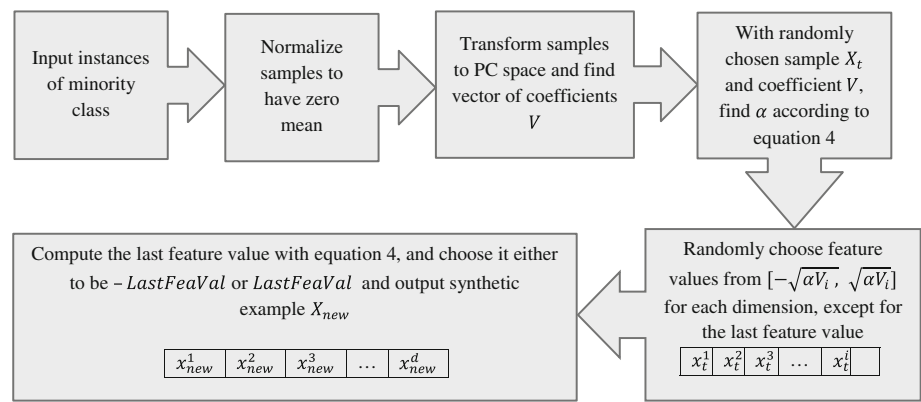 Input instances
of minority
class
Normalize
samples to
have zero
mean
Transform samples
to PC space and find
vector of coefficients
V
With randomly
chosen sample X_t
and coefficient V,
find α according to
equation 4
Randomly choose feature
values from [−√(αV_i) , √(αV_i)]
for each dimension, except for
the last feature value
x_t^1 x_t^2 x_t^3 … x_t^i
Compute the last feature value with equation 4, and choose it either
to be – LastFeaVal or LastFeaVal and output synthetic
example X_new
x_new^1 x_new^2 x_new^3 … x_new^d